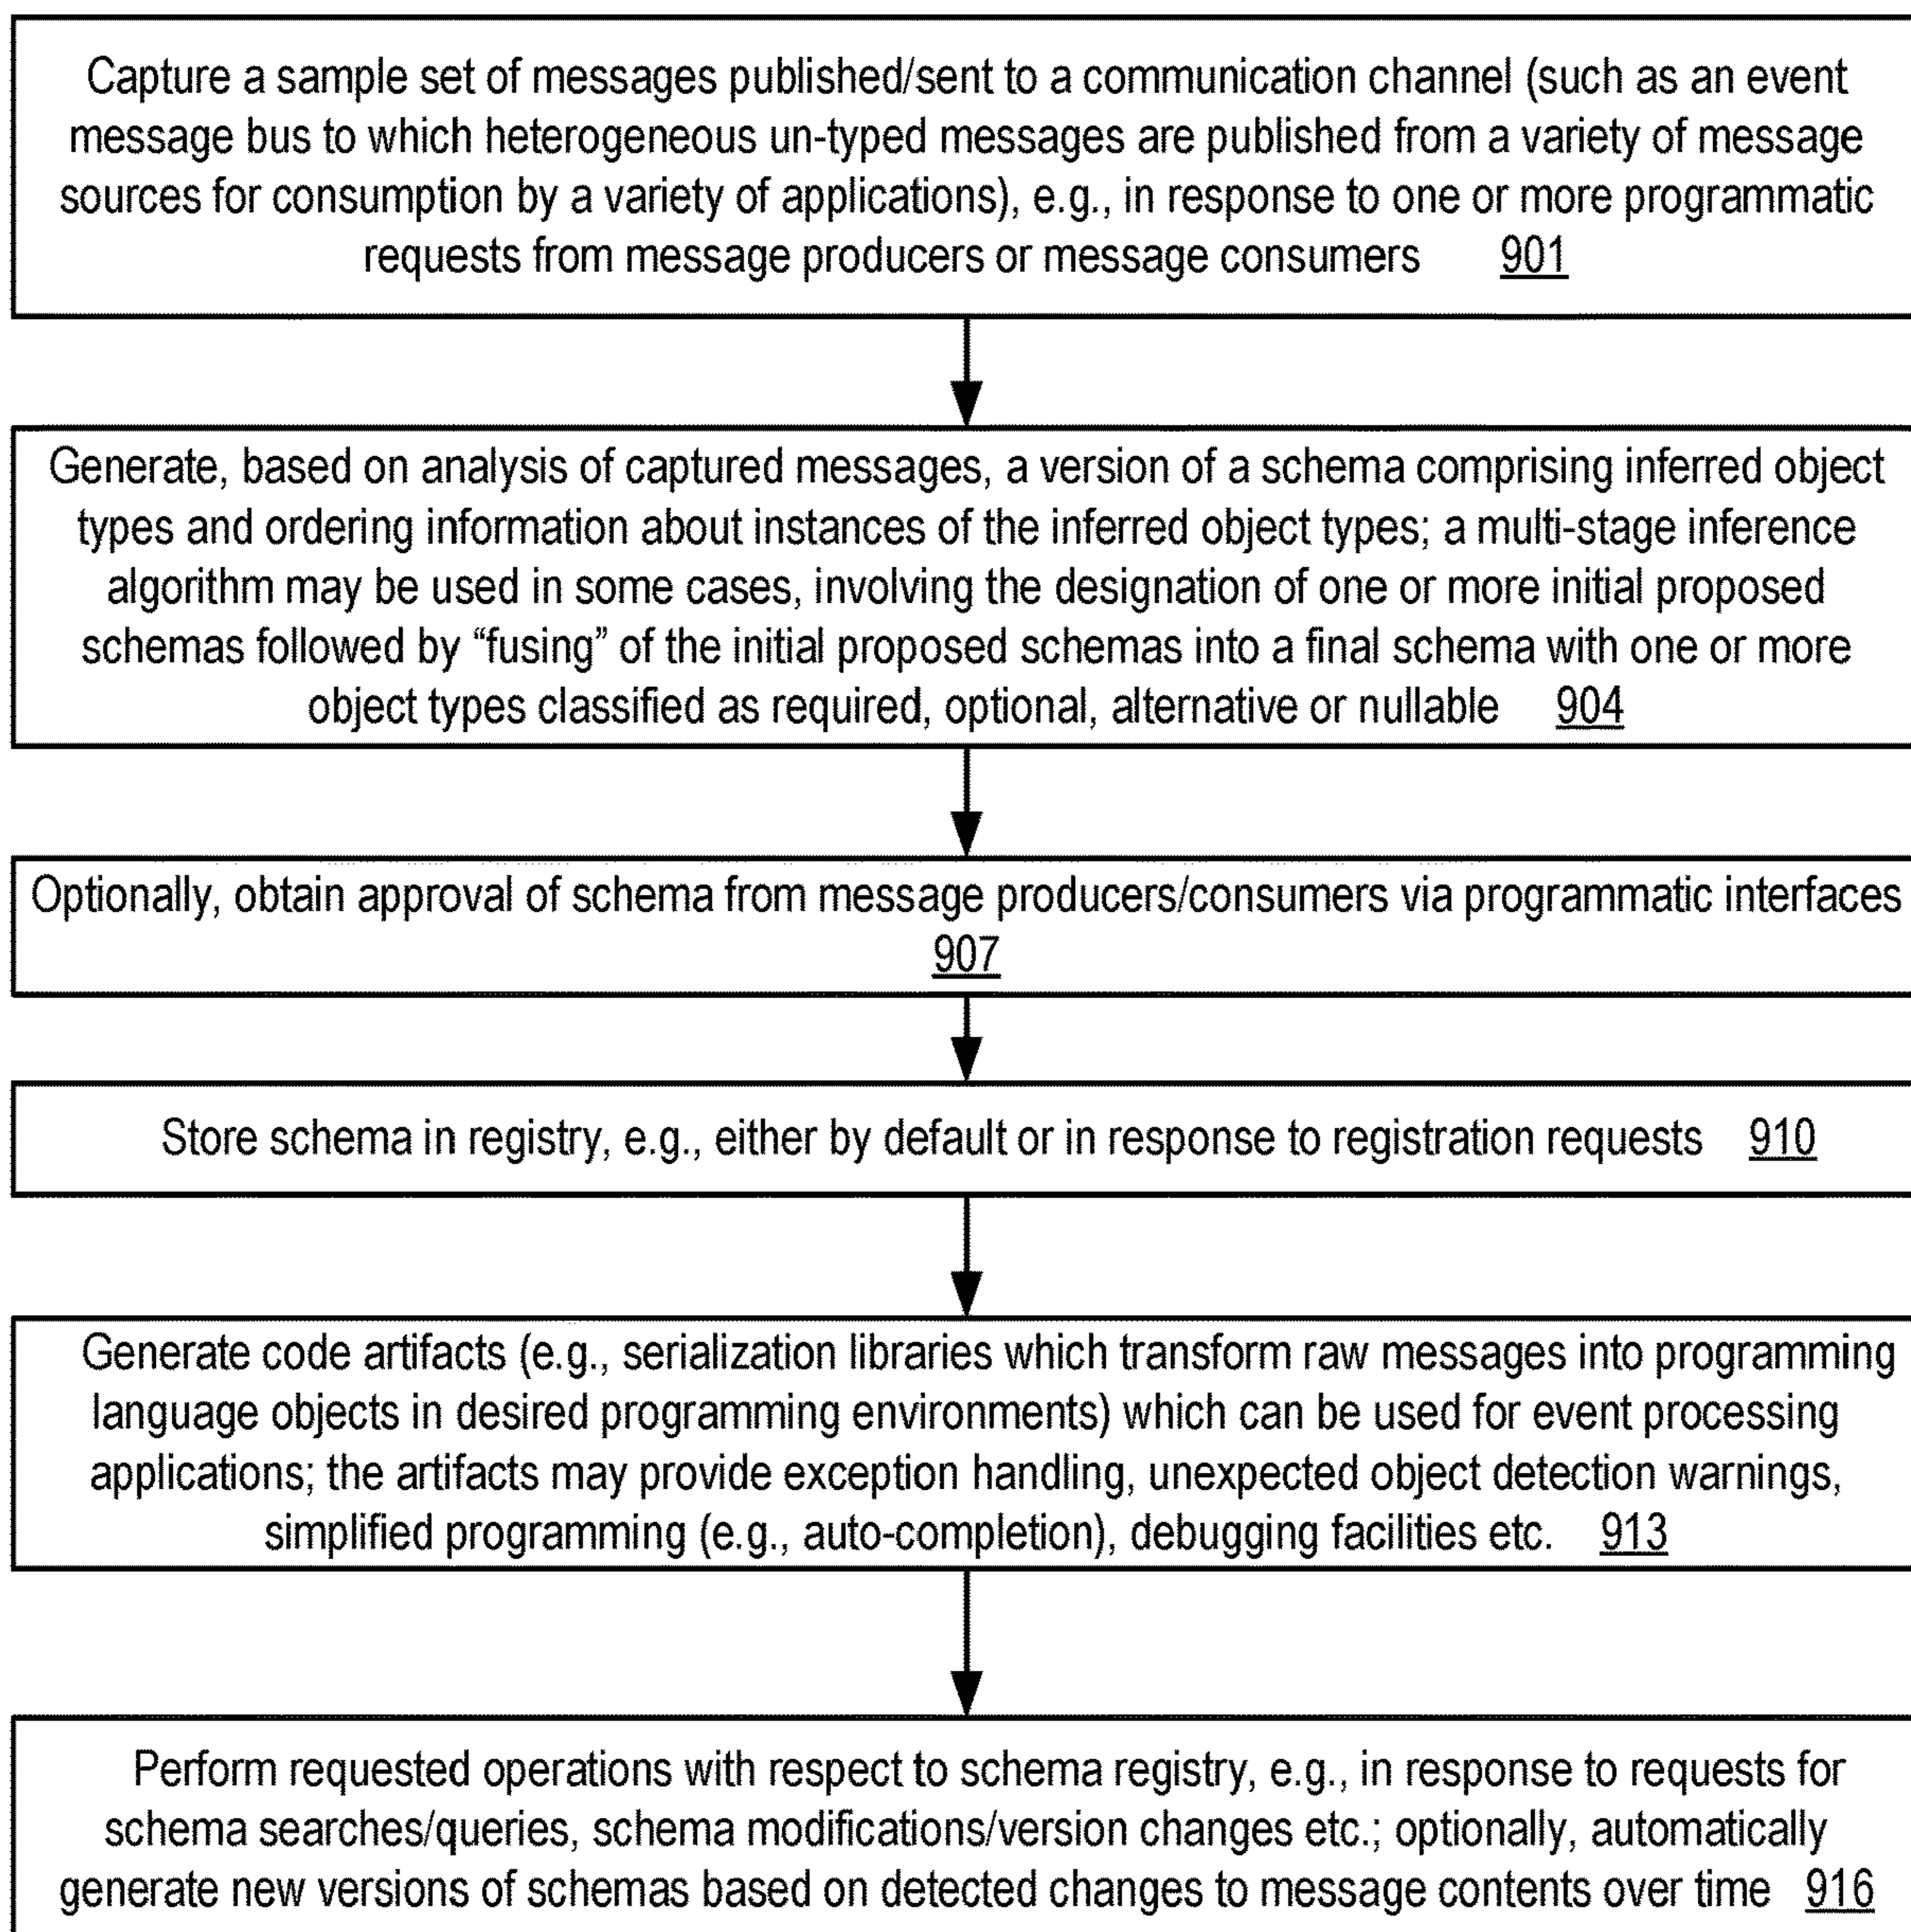 Capture a sample set of messages published/sent to a communication channel (such as an event
message bus to which heterogeneous un-typed messages are published from a variety of message
sources for consumption by a variety of applications), e.g., in response to one or more programmatic
requests from message producers or message consumers 901
Generate, based on analysis of captured messages, a version of a schema comprising inferred object
types and ordering information about instances of the inferred object types; a multi-stage inference
algorithm may be used in some cases, involving the designation of one or more initial proposed
schemas followed by “fusing” of the initial proposed schemas into a final schema with one or more
object types classified as required, optional, alternative or nullable 904
Optionally, obtain approval of schema from message producers/consumers via programmatic interfaces
907
Store schema in registry, e.g., either by default or in response to registration requests 910
Generate code artifacts (e.g., serialization libraries which transform raw messages into programming
language objects in desired programming environments) which can be used for event processing
applications; the artifacts may provide exception handling, unexpected object detection warnings,
simplified programming (e.g., auto-completion), debugging facilities etc. 913
Perform requested operations with respect to schema registry, e.g., in response to requests for
schema searches/queries, schema modifications/version changes etc.; optionally, automatically
generate new versions of schemas based on detected changes to message contents over time 916